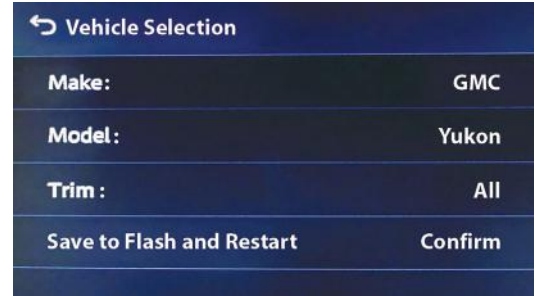 Vehicle Selection
Make: GMC
Model: Yukon
Trim : All
Save to Flash and Restart Confirm